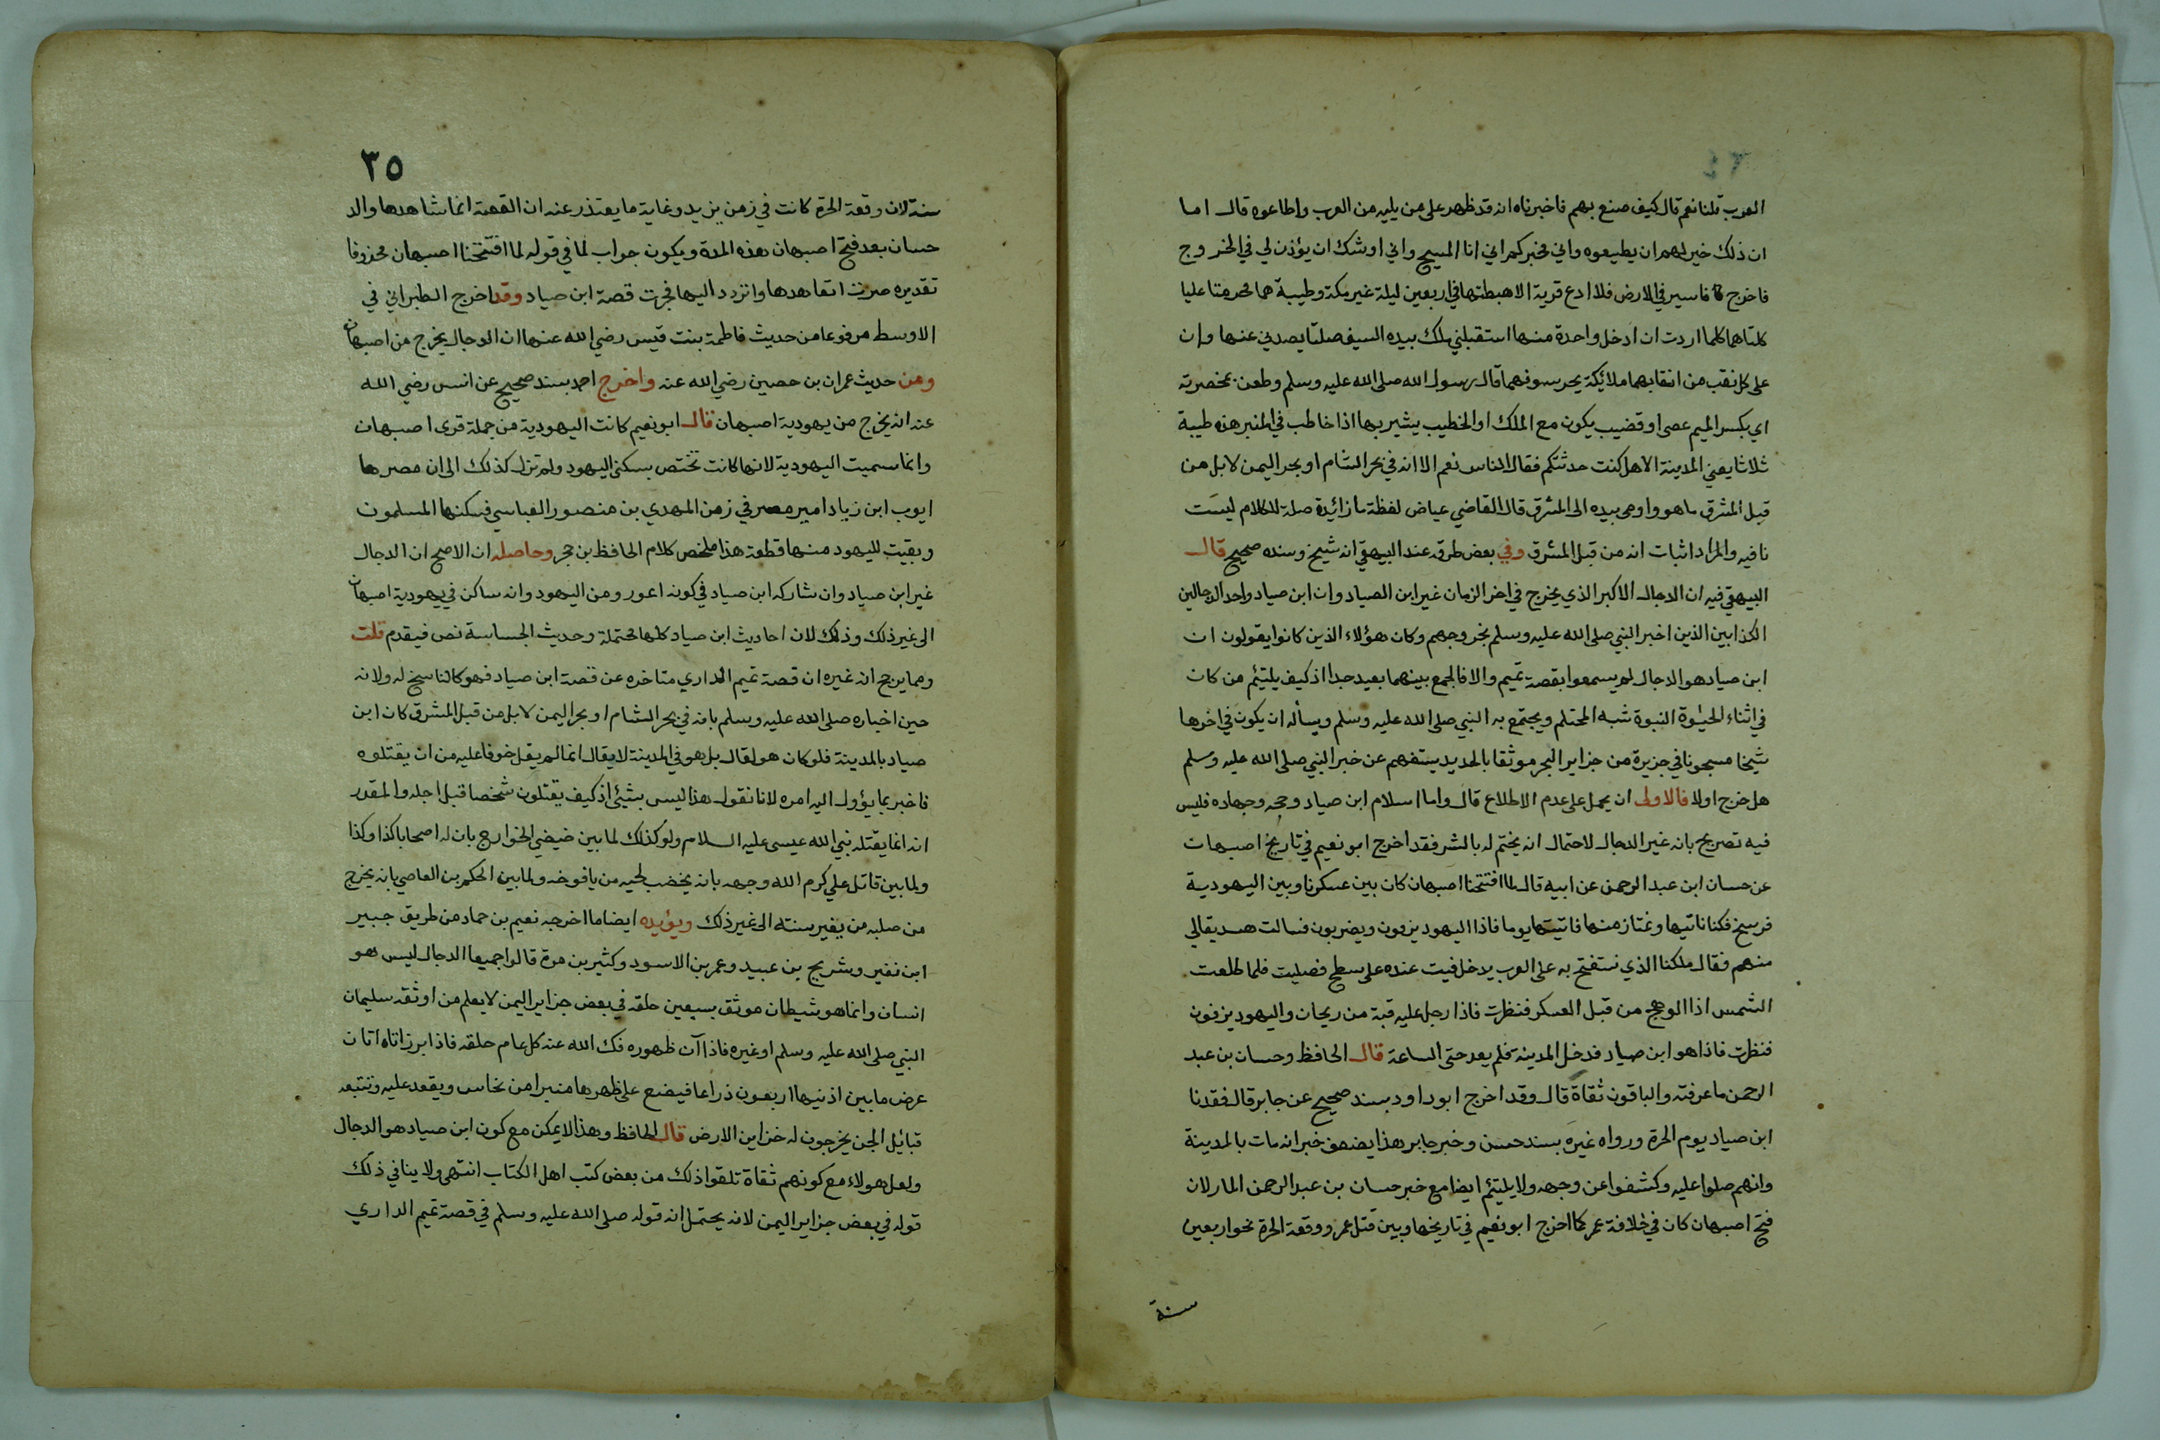 العرب قلنا نعم قال كيف صنع بهم فاخبرناه انه قد ظهر على من يليه من العرب واطاعوه قال اما
ان ذلك خير لهم ان يطيعوه واني مخبركم اني انا المسيح واني اوشك ان يؤذن لي في الخروج
فاخرج فاسير في الارض فلا ادع قرية الا هبطتها في اربعين ليلة غير مكة وطيبة هما محرمتا عليا
كلتاهما كلما اردت ان ادخل واحدة منها استقبلني ملك بيده السيف صلتا يصدني عنها وان
على كل نقب من انقابهما ملائكة يحرسونهما قال رسول الله صلى الله عليه وسلم وطعن بمخصرته
اي بكسر الميم عصى او قضيب يكون مع الملك او الخطيب يشير بها اذا خاطب في المنبر هذه طيبة
ثلاثا يعني المدينة الا هل كنت حدثتكم فقال الناس نعم الا انه في بحر الشام او بحر اليمن لا بل من
قبل المشرق ما هو واومى بيده الى المشرق قال القاضي عياض لفظة ما زائدة صلة للكلام ليست
نافيه والمراد اثبات انه من قبل المشرق وفي بعض طرقه عند البيهقي انه شيخ وسنده صحيح قال
البيهقي فيه ان الدجال الاكبر الذي يخرج في اخر الزمان غير ابن الصياد وان ابن صياد واحد الدجالين
الكذابين الذين اخبر النبي صلى الله عليه وسلم بخروجهم وكان هؤلاء الذين كانوا يقولون ان
ابن صياد هو الدجال لم يسمعوا بقصة تميم والا فالجمع بينهما بعيد جدا اذ كيف يلتئم من كان
في اثناء الحيوة النبوة شبه المحتلم ويجتمع به النبي صلى الله عليه وسلم ويسأله ان يكون في اخرها
شيخا مسجونا في جزيرة من جزاير البحر موثقا بالحديد يستفهم عن خبر النبي صلى الله عليه وسلم
هل خرج اولا فالاولى ان يحمل على عدم الاطلاع قال واما اسلام ابن صياد وحجه وجهاده فليس
فيه تصريح بانه غير الدجال لاحتمال انه يختم له بالشر فقد اخرج ابو نعيم في تاريخ اصبهان
عن حسان ابن عبد الرحمن عن ابيه قال لما افتتحنا اصبهان كان بين عسكرنا وبين اليهودية
فرسخ فكنا ناتيها ونمتاز منها فاتيتها يوما فاذا اليهود يزفون ويضربون فسالت صديقا لي
منهم فقال ملكنا الذي نستفتح به على العرب يدخل فبت عنده على سطح فصليت فلما طلعت
الشمس اذا الوهج من قبل العسكر فنظرت فاذا رجل عليه قبة من ريحان واليهود يزفون
فنظرت فاذا هو ابن صياد فدخل المدينة فلم يعد حتى الساعة قال الحافظ وحسان بن عبد
الرحمن ما عرفته والباقون ثقاة قال وقد اخرج ابو داود بسند صحيح عن جابر قال فقدنا
ابن صياد يوم الحرة ورواه غيره بسند حسن وخبر جابر هذا يضعف خبر انه مات بالمدينة
وانهم صلوا عليه وكشفوا عن وجهه ولا يلتئم ايضا مع خبر حسان بن عبد الرحمن المار لان
فتح اصبهان كان في خلافة عمر كما اخرج ابو نعيم في تاريخها وبين قتل عمر ووقعة الحرة نحو اربعين
سنة
٣٥
سنة لان وقعة الحرة كانت في زمن يزيد وغاية ما يعتذر عنه ان القصة انما شاهدها والد
حسان بعد فتح اصبهان بهذه المدة ويكون جواب لما في قوله لما افتتحنا اصبهان محذوفا
تقديره صرت اتعاهدها واتردد اليها فجرت قصة ابن صياد وقد اخرج الطبراني في
الاوسط مرفوعا من حديث فاطمة بنت قيس رضي الله عنها ان الدجال يخرج من اصبهان
ومن حديث عمران بن حصين رضي الله عنه واخرج احمد بسند صحيح عن انس رضي الله
عنه انه يخرج من يهودية اصبهان قال ابو نعيم كانت اليهودية من جملة قرى اصبهان
وانما سميت اليهودية لانها كانت تختص بسكنى اليهود ولم تزل كذلك الى ان مصرها
ايوب ابن زياد امير مصر في زمن المهدي بن منصور العباسي فسكنها المسلمون
وبقيت لليهود منها قطعة هذا ملخص كلام الحافظ بن حجر وحاصله ان الاصح ان الدجال
غير ابن صياد وان شاركه ابن صياد في كونه اعور ومن اليهود وانه ساكن في يهودية اصبهان
الى غير ذلك وذلك لان احاديث ابن صياد كلها محتملة وحديث الجساسة نص فيقدم قلت
ومما يرجح انه غيره ان قصة تميم الداري متاخره عن قصة ابن صياد فهو كالناسخ له ولانه
حين اخباره صلى الله عليه وسلم بانه في بحر الشام او بحر اليمن لا بل من قبل المشرق كان ابن
صياد بالمدينة فلو كان هو لقال بل هو في المدينة لا يقال انما لم يقل خوفا عليه من ان يقتلوه
فاخبر بما يؤول اليه امره لانا نقول هذا ليس بشئ اذ كيف يقتلون شخصا قبل اجله والمقدر
انه انما يقتله نبي الله عيسى عليه السلام ولو كذلك لما بين ضيضي الخوارج بان له اصحابا كذا وكذا
ولما بين قاتل علي كرم الله وجهه بانه يخضب لحيه من يافوخه ولما بين الحكم بن العاصي بانه يخرج
من صلبه من يغير سنته الى غير ذلك ويؤيده ايضا ما اخرجه نعيم بن حماد من طريق جبير
ابن نفير وشريح بن عبيد وعمر بن الاسود وكثير بن مرة قالوا جميعا الدجال ليس هو
انسان وانما هو شيطان موثق بسبعين حلقه في بعض جزاير اليمن لا يعلم من اوثقه سليمان
النبي صلى الله عليه وسلم او غيره فاذا آن ظهوره فك الله عنه كل عام حلقه فاذا ابرز اتاه اتان
عرض ما بين اذنيها اربعون ذراعا فيضع على ظهرها منبرا من نحاس ويقعد عليه وتتبعه
قبائل الجن يخرجون له خزاين الارض قال الحافظ وهذا لا يمكن مع كون ابن صياد هو الدجال
ولعل هولاء مع كونهم ثقاة تلقوا ذلك من بعض كتب اهل الكتاب انتهى ولا ينافي ذلك
قوله في بعض جزاير اليمن لانه يحتمل انه قوله صلى الله عليه وسلم في قصة تميم الداري